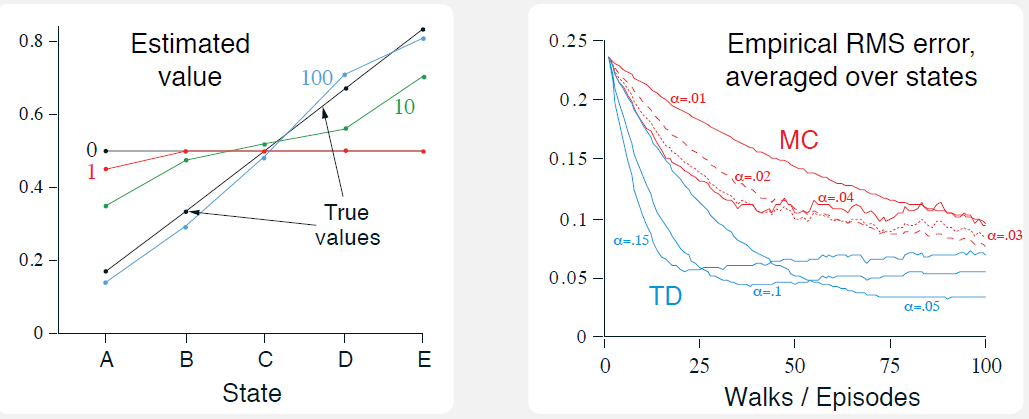 Estimated
value
0.8
0.6
0.4
0.2
0
0
1
100
10
True
values
A B C D E
State
Empirical RMS error,
averaged over states
0.25
0.2
0.15
0.1
0.05
0
α=.01
MC
α=.02
α=.04
α=.03
α=.15
TD
α=.1
α=.05
0 25 50 75 100
Walks / Episodes